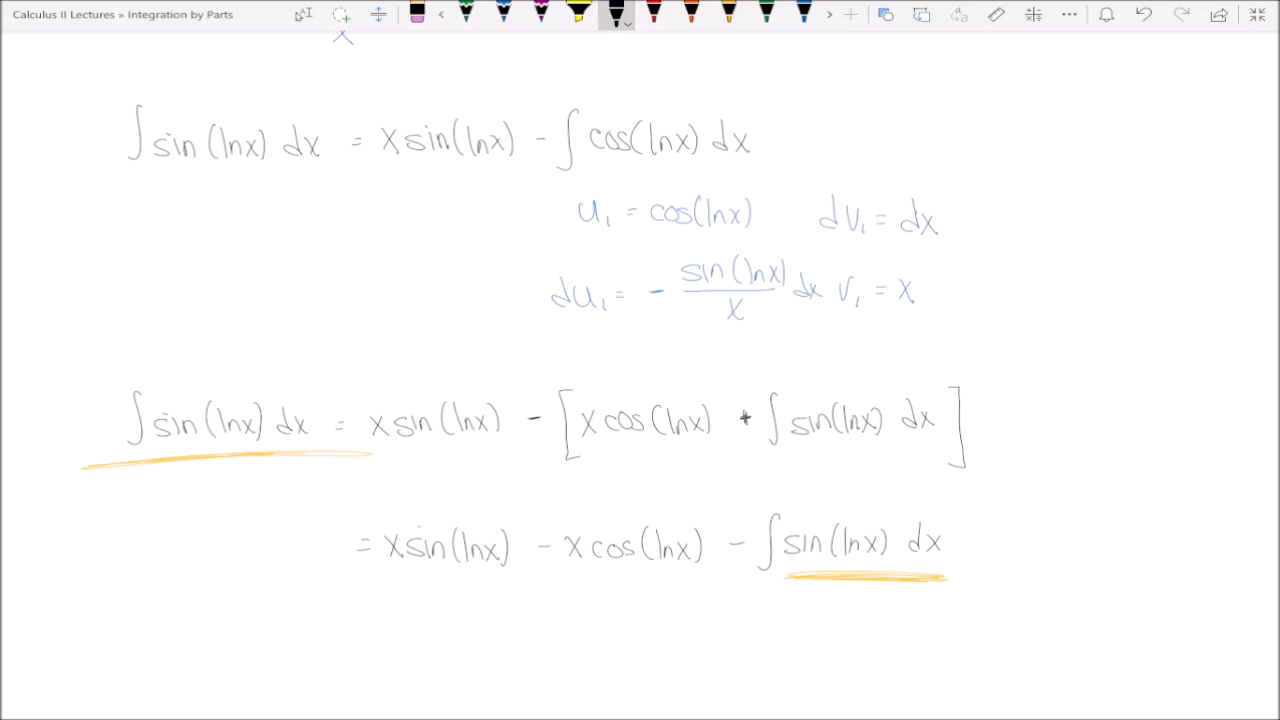 Calculus II Lectures » Integration by Parts
x
∫ sin (lnx) dx = x sin(lnx) - ∫ cos(lnx) dx
u₁ = cos(lnx) dv₁ = dx
du₁ = - sin (lnx)/x dx v₁ = x
∫ sin (lnx) dx = x sin (lnx) - [x cos (lnx) + ∫ sin(lnx) dx]
= x sin (lnx) - x cos (lnx) - ∫ sin (lnx) dx